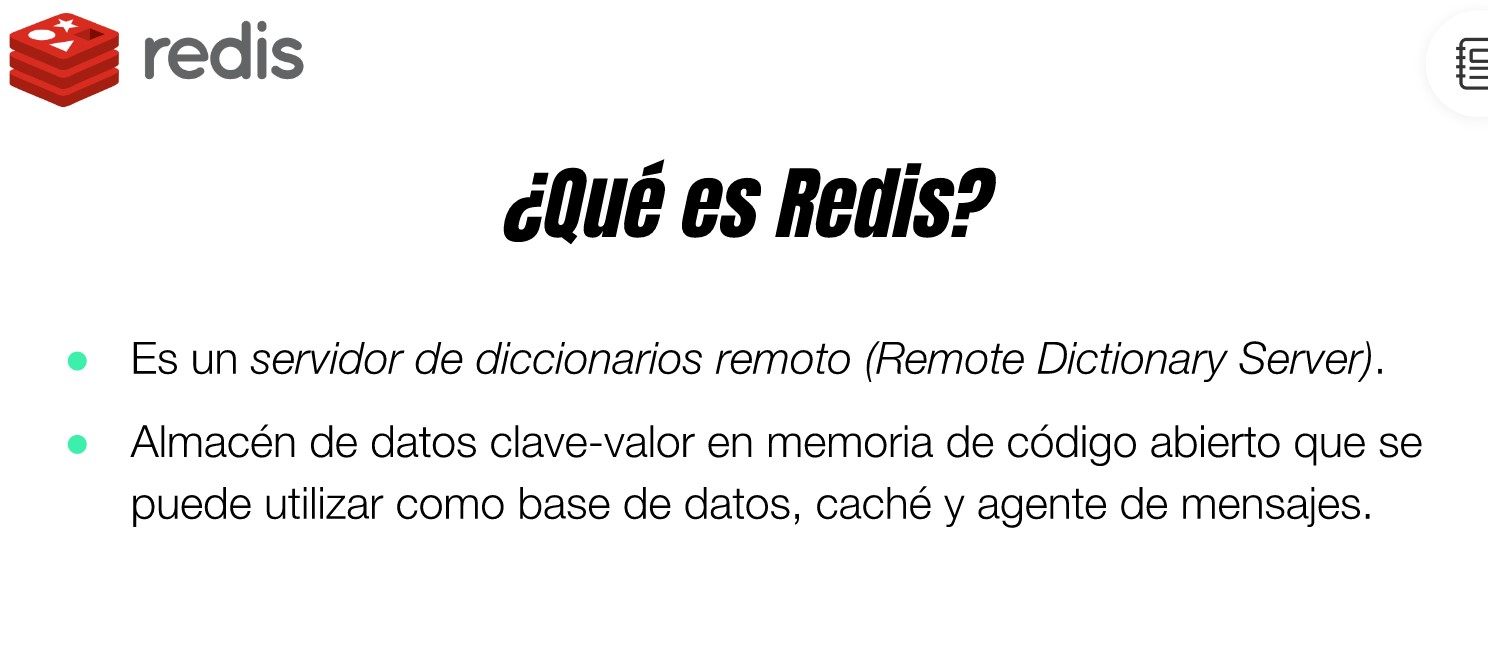 redis
¿Qué es Redis?
Es un servidor de diccionarios remoto (Remote Dictionary Server).
Almacén de datos clave-valor en memoria de código abierto que se
puede utilizar como base de datos, caché y agente de mensajes.